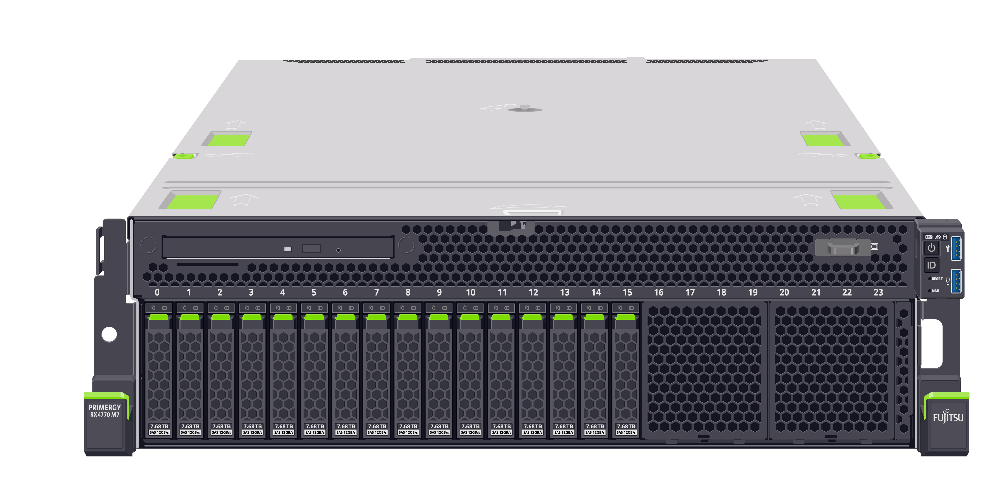 CSS
ID
RESET
NMI
0 1 2 3 4 5 6 7 8 9 10 11 12 13 14 15 16 17 18 19 20 21 22 23
PRIMERGY
RX4770 M7
7.68TB 7.68TB 7.68TB 7.68TB 7.68TB 7.68TB 7.68TB 7.68TB 7.68TB 7.68TB 7.68TB 7.68TB 7.68TB 7.68TB 7.68TB 7.68TB
SAS 12GB/s SAS 12GB/s SAS 12GB/s SAS 12GB/s SAS 12GB/s SAS 12GB/s SAS 12GB/s SAS 12GB/s SAS 12GB/s SAS 12GB/s SAS 12GB/s SAS 12GB/s SAS 12GB/s SAS 12GB/s SAS 12GB/s SAS 12GB/s
FUJITSU